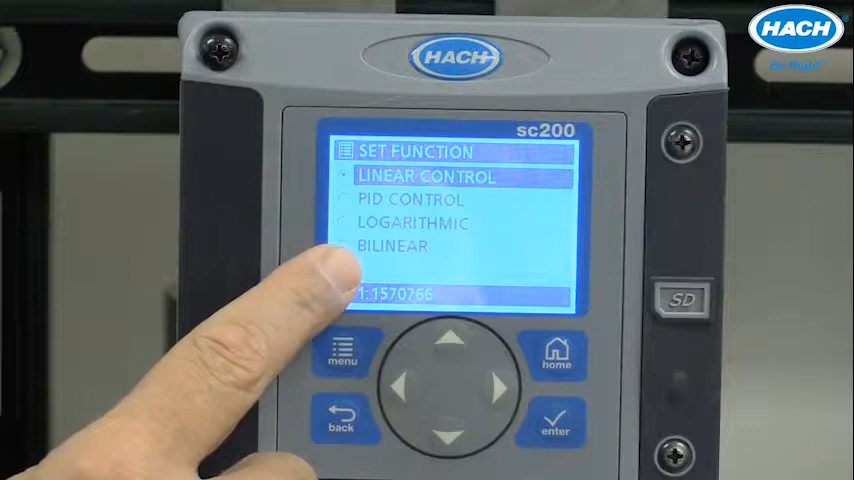 HACH
Be Right™
HACH
sc200
SET FUNCTION
LINEAR CONTROL
PID CONTROL
LOGARITHMIC
BILINEAR
1:1570766
SD
menu
home
back
enter